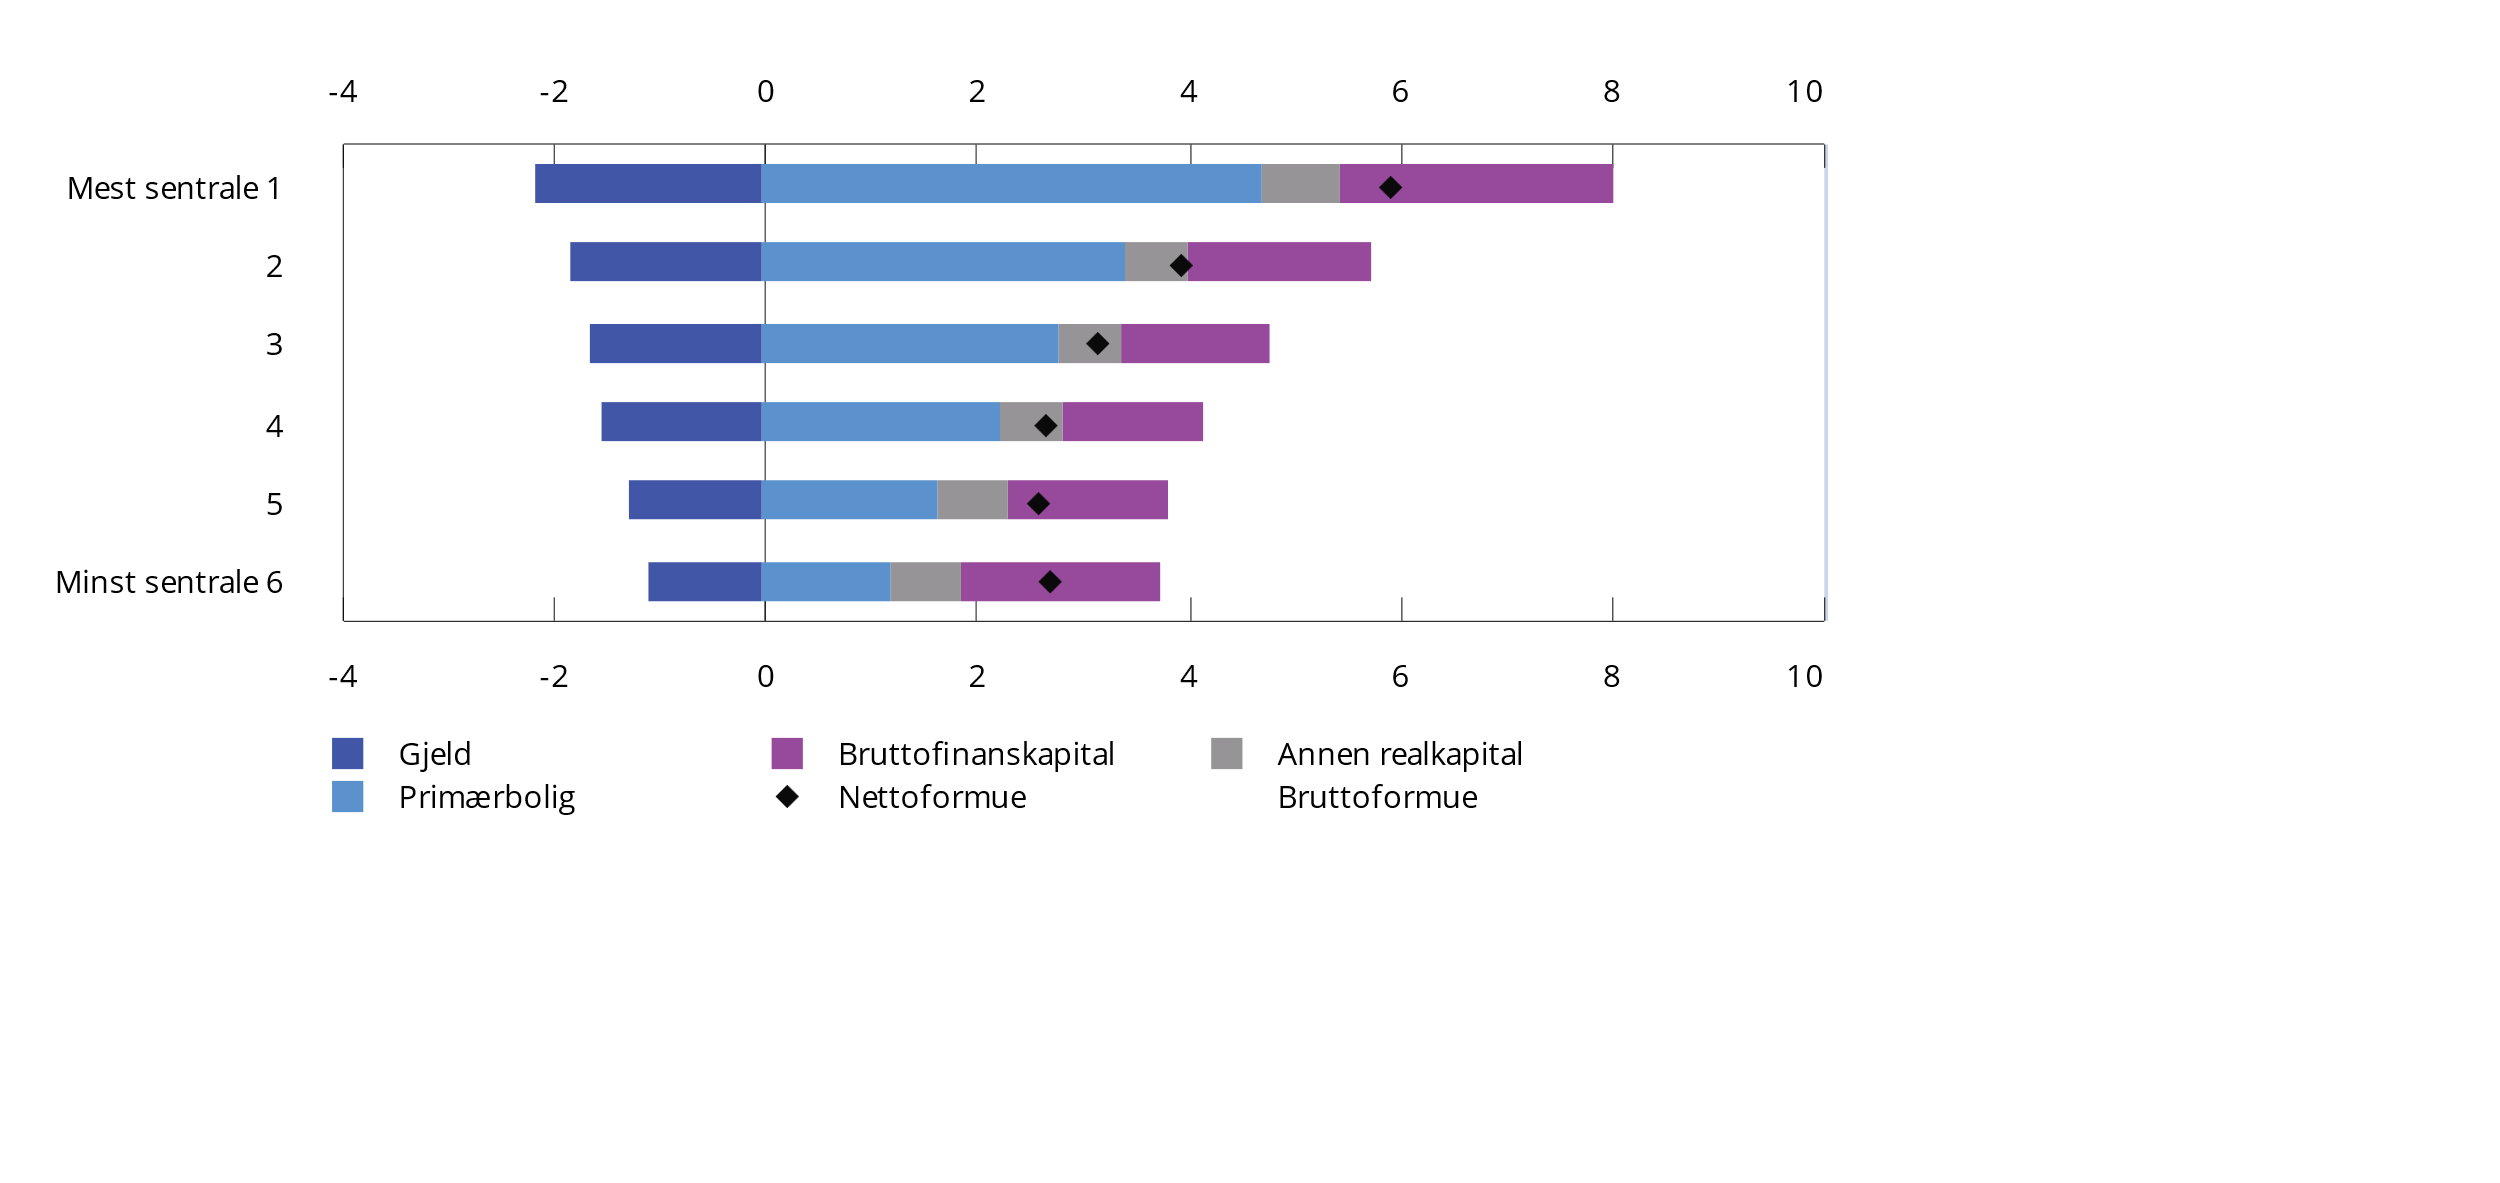 -4 -2 0 2 4 6 8 10
Mest sentrale 1
2
3
4
5
Minst sentrale 6
-4 -2 0 2 4 6 8 10
Gjeld Bruttofinanskapital Annen realkapital
Primærbolig Nettoformue Bruttoformue